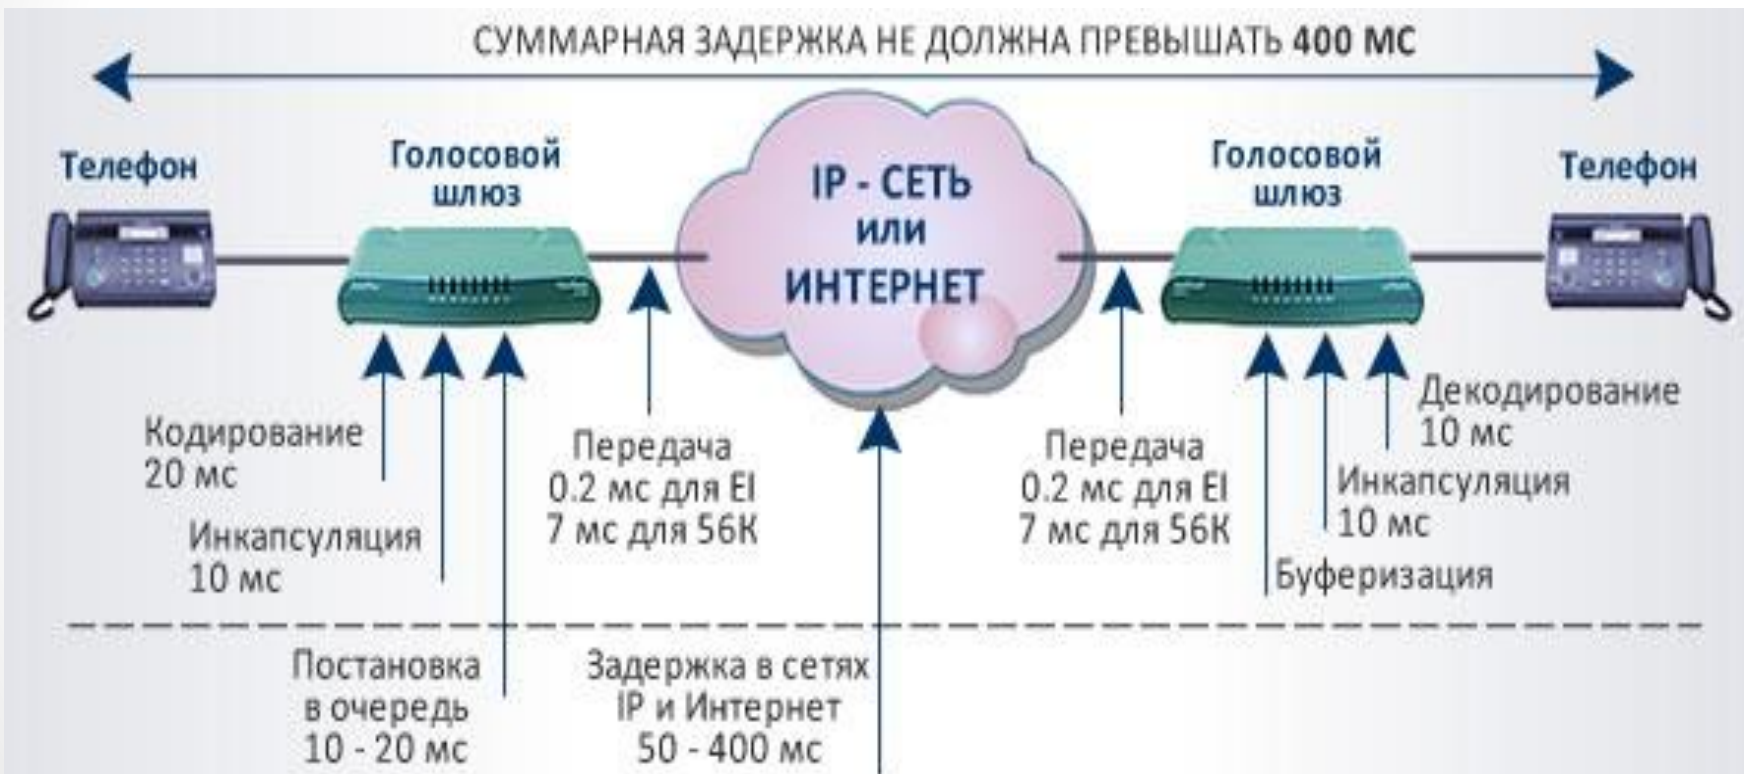 СУММАРНАЯ ЗАДЕРЖКА НЕ ДОЛЖНА ПРЕВЫШАТЬ 400 МС
Телефон
Голосовой
шлюз
IP - СЕТЬ
или
ИНТЕРНЕТ
Голосовой
шлюз
Телефон
Кодирование
20 мс
Инкапсуляция
10 мс
Постановка
в очередь
10 - 20 мс
Передача
0.2 мс для EI
7 мс для 56К
Задержка в сетях
IP и Интернет
50 - 400 мс
Передача
0.2 мс для EI
7 мс для 56К
Декодирование
10 мс
Инкапсуляция
10 мс
Буферизация